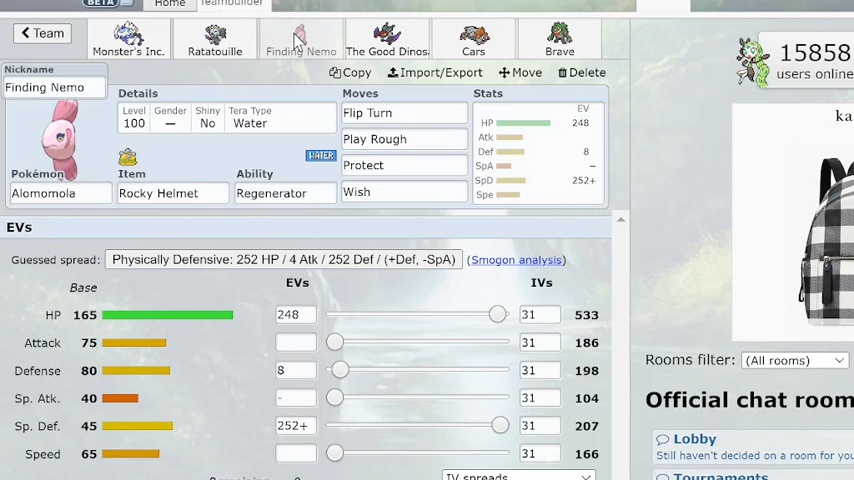 BETA Home Teambuilder
Team
Monster's Inc. Ratatouille Finding Nemo The Good Dinos Cars Brave
Copy Import/Export Move Delete
15858
users online
Nickname
Finding Nemo
Details
Level Gender Shiny Tera Type
100 — No Water
WATER
Pokémon Item Ability
Alomomola Rocky Helmet Regenerator
Moves
Flip Turn
Play Rough
Protect
Wish
Stats
EV
HP 248
Atk
Def 8
SpA –
SpD 252+
Spe
ka
EVs
Guessed spread: Physically Defensive: 252 HP / 4 Atk / 252 Def / (+Def, -SpA) (Smogon analysis)
Base EVs IVs
HP 165 248 31 533
Attack 75 31 186
Defense 80 8 31 198
Sp. Atk. 40 - 31 104
Sp. Def. 45 252+ 31 207
Speed 65 31 166
IV spreads
Rooms filter: (All rooms)
Official chat room
Lobby
Still haven't decided on a room for you
Tournaments